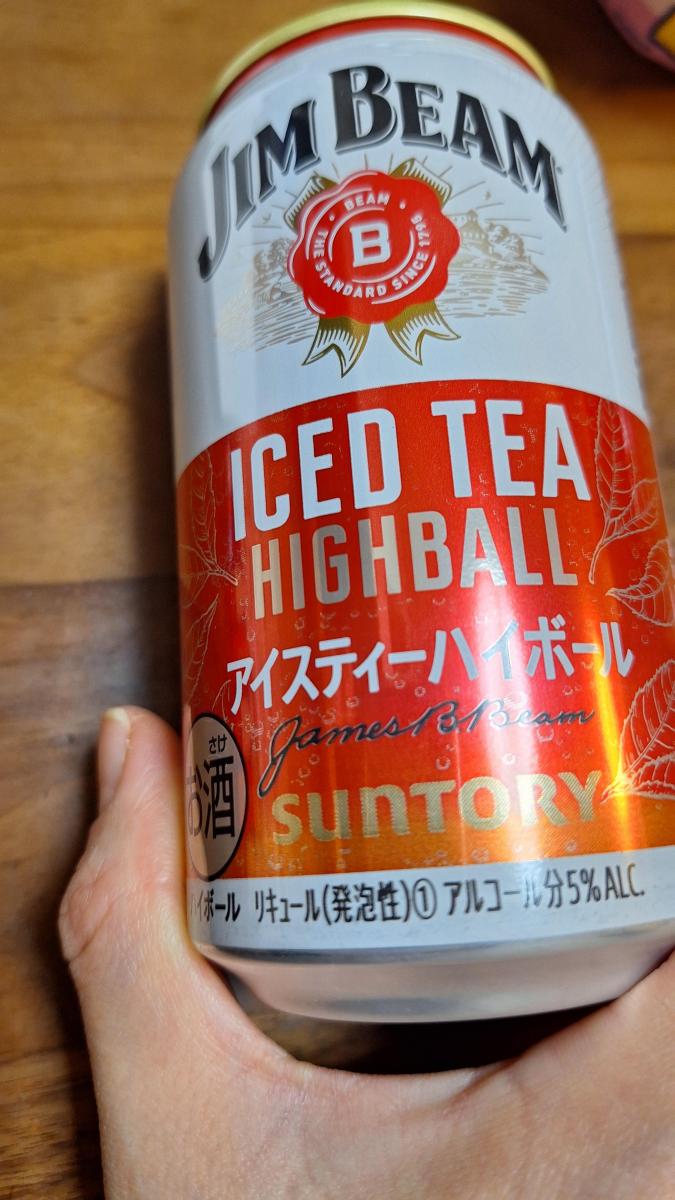 JIM BEAM
BEAM
B
THE STANDARD SINCE 1795
ICED TEA
HIGHBALL
アイスティーハイボール
James B. Beam
さけ
お酒
SUNTORY
ハイボール リキュール(発泡性)① アルコール分5%ALC.